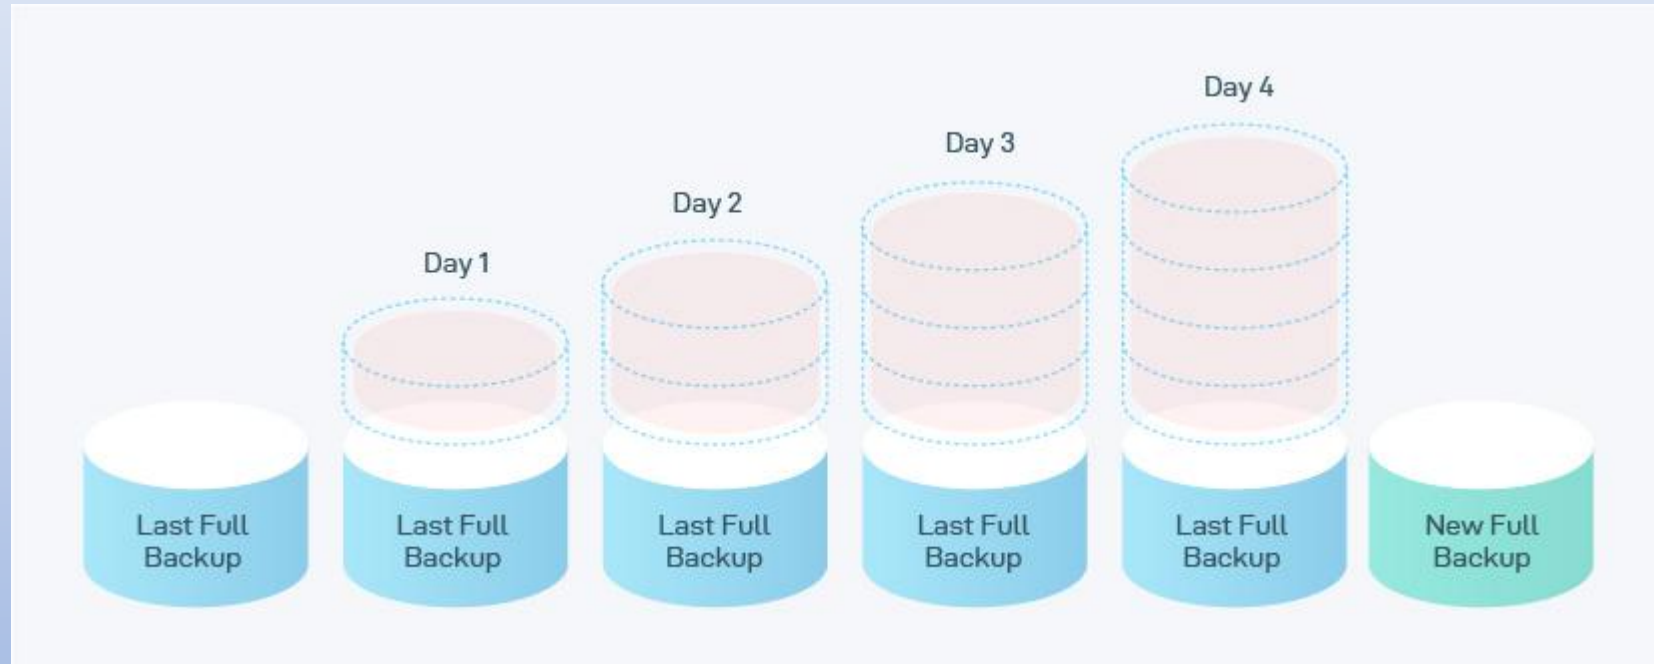 Day 4
Day 3
Day 2
Day 1
Last Full
Backup
Last Full
Backup
Last Full
Backup
Last Full
Backup
Last Full
Backup
New Full
Backup